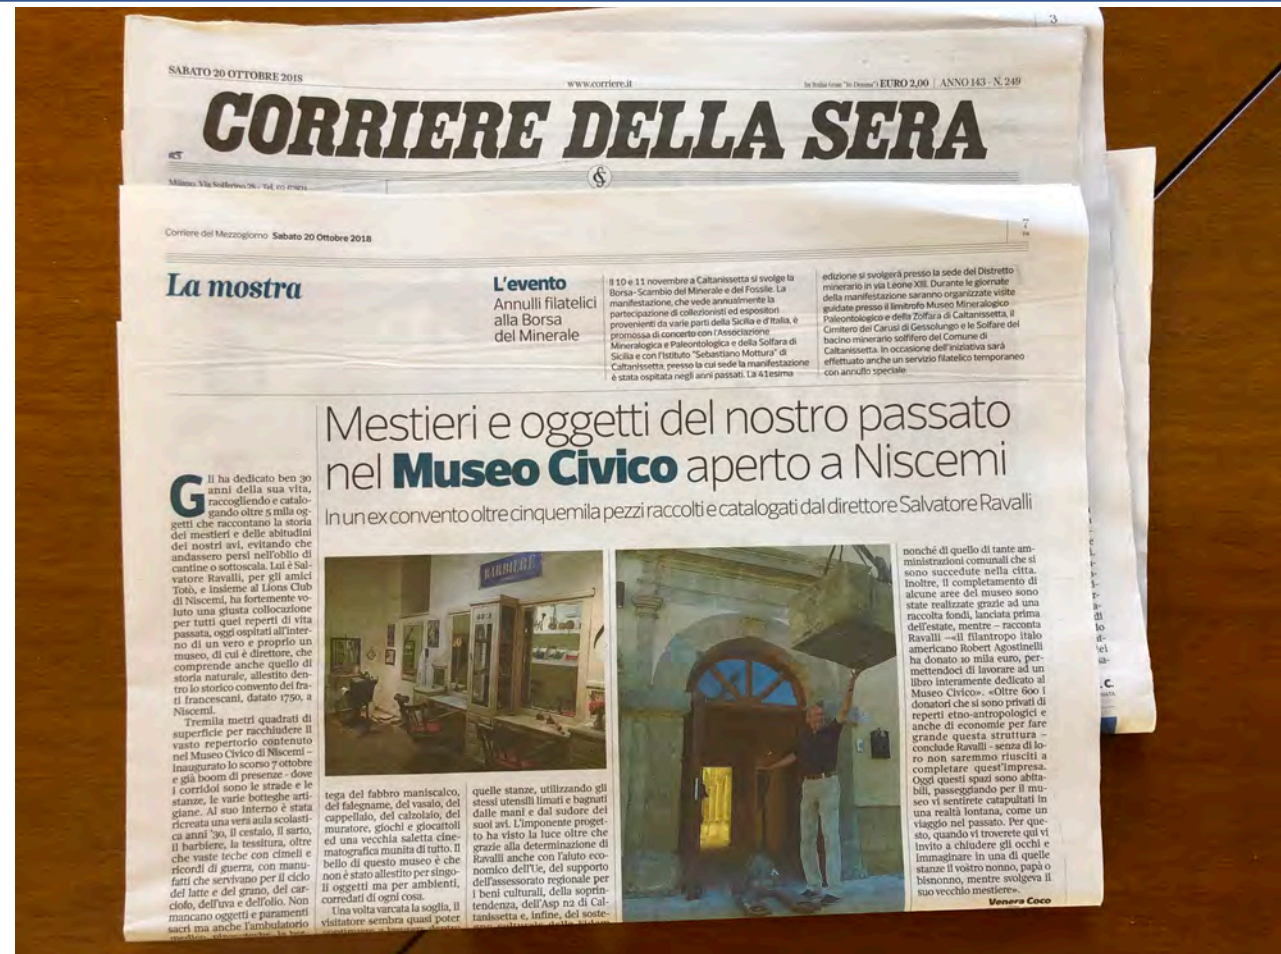 3
SABATO 20 OTTOBRE 2018
www.corriere.it
EURO 2,00 | ANNO 143 - N. 249
CORRIERE DELLA SERA
RCS
Milano, Via Solferino 28 - Tel. 02 62821
Corriere del Mezzogiorno Sabato 20 Ottobre 2018
7
La mostra
L'evento
Annulli filatelici
alla Borsa
del Minerale
Il 10 e 11 novembre a Caltanissetta si svolge la
Borsa-Scambio del Minerale e del Fossile. La
manifestazione, che vede annualmente la
partecipazione di collezionisti ed espositori
provenienti da varie parti della Sicilia e d'Italia, è
promossa di concerto con l'Associazione
Mineralogica e Paleontologica e della Solfara di
Sicilia e con l'Istituto "Sebastiano Mottura" di
Caltanissetta, presso la cui sede la manifestazione
è stata ospitata negli anni passati. La 41esima
edizione si svolgerà presso la sede del Distretto
minerario in via Leone XIII. Durante le giornate
della manifestazione saranno organizzate visite
guidate presso il limitrofo Museo Mineralogico
Paleontologico e della Zolfara di Caltanissetta, il
Cimitero dei Carusi di Gessolungo e le Solfare del
bacino minerario solfifero del Comune di
Caltanissetta. In occasione dell'iniziativa sarà
effettuato anche un servizio filatelico temporaneo
con annullo speciale.
Mestieri e oggetti del nostro passato
nel Museo Civico aperto a Niscemi
In un ex convento oltre cinquemila pezzi raccolti e catalogati dal direttore Salvatore Ravalli
Gli ha dedicato ben 30
anni della sua vita,
raccogliendo e catalo-
gando oltre 5 mila og-
getti che raccontano la storia
dei mestieri e delle abitudini
dei nostri avi, evitando che
andassero persi nell'oblio di
cantine o sottoscala. Lui è Sal-
vatore Ravalli, per gli amici
Totò, e insieme al Lions Club
di Niscemi, ha fortemente vo-
luto una giusta collocazione
per tutti quei reperti di vita
passata, oggi ospitati all'inter-
no di un vero e proprio un
museo, di cui è direttore, che
comprende anche quello di
storia naturale, allestito den-
tro lo storico convento dei fra-
ti francescani, datato 1750, a
Niscemi.
Tremila metri quadrati di
superficie per racchiudere il
vasto repertorio contenuto
nel Museo Civico di Niscemi –
inaugurato lo scorso 7 ottobre
e già boom di presenze - dove
i corridoi sono le strade e le
stanze, le varie botteghe arti-
giane. Al suo interno è stata
ricreata una vera aula scolasti-
ca anni '30, il cestaio, il sarto,
il barbiere, la tessitura, oltre
che vaste teche con cimeli e
ricordi di guerra, con manu-
fatti che servivano per il ciclo
del latte e del grano, del car-
ciofo, dell'uva e dell'olio. Non
mancano oggetti e paramenti
sacri ma anche l'ambulatorio
BARBIERE
tega del fabbro maniscalco,
del falegname, del vasaio, del
cappellaio, del calzolaio, del
muratore, giochi e giocattoli
ed una vecchia saletta cine-
matografica munita di tutto. Il
bello di questo museo è che
non è stato allestito per singo-
li oggetti ma per ambienti,
corredati di ogni cosa.
Una volta varcata la soglia, il
visitatore sembra quasi poter
quelle stanze, utilizzando gli
stessi utensili limati e bagnati
dalle mani e dal sudore dei
suoi avi. L'imponente proget-
to ha visto la luce oltre che
grazie alla determinazione di
Ravalli anche con l'aiuto eco-
nomico dell'Ue, del supporto
dell'assessorato regionale per
i beni culturali, della soprin-
tendenza, dell'Asp n2 di Cal-
tanissetta e, infine, del soste-
nonché di quello di tante am-
ministrazioni comunali che si
sono succedute nella citta.
Inoltre, il completamento di
alcune aree del museo sono
state realizzate grazie ad una
raccolta fondi, lanciata prima
dell'estate, mentre – racconta
Ravalli —«il filantropo italo
americano Robert Agostinelli
ha donato 10 mila euro, per-
mettendoci di lavorare ad un
libro interamente dedicato al
Museo Civico». «Oltre 600 i
donatori che si sono privati di
reperti etno-antropologici e
anche di economie per fare
grande questa struttura –
conclude Ravalli - senza di lo-
ro non saremmo riusciti a
completare quest'impresa.
Oggi questi spazi sono abita-
bili, passeggiando per il mu-
seo vi sentirete catapultati in
una realtà lontana, come un
viaggio nel passato. Per que-
sto, quando vi troverete qui vi
invito a chiudere gli occhi e
immaginare in una di quelle
stanze il vostro nonno, papà o
bisnonno, mentre svolgeva il
suo vecchio mestiere».
Venera Coco